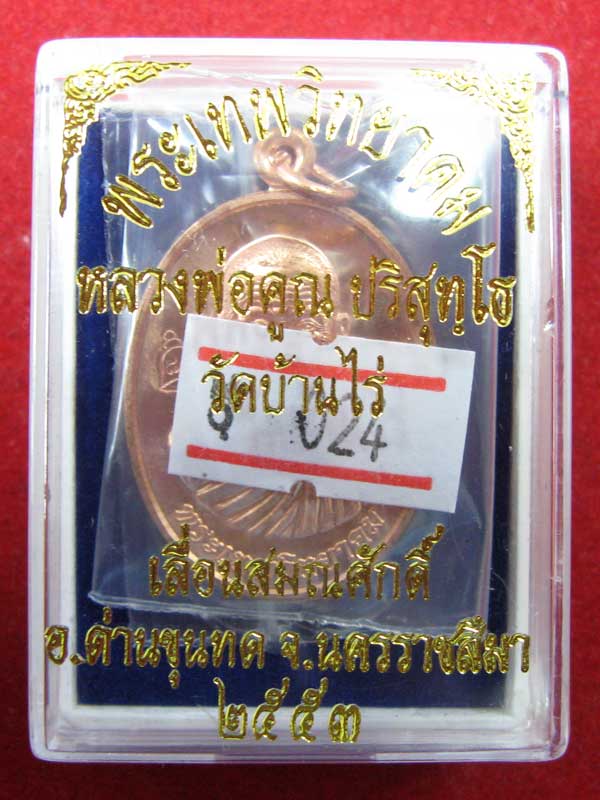 พระเทพวิทยาคม
หลวงพ่อคูณ ปริสุทฺโธ
วัดบ้านไร่
024
เลื่อนสมณศักดิ์
อ.ด่านขุนทด จ.นครราชสีมา
๒๕๕๓